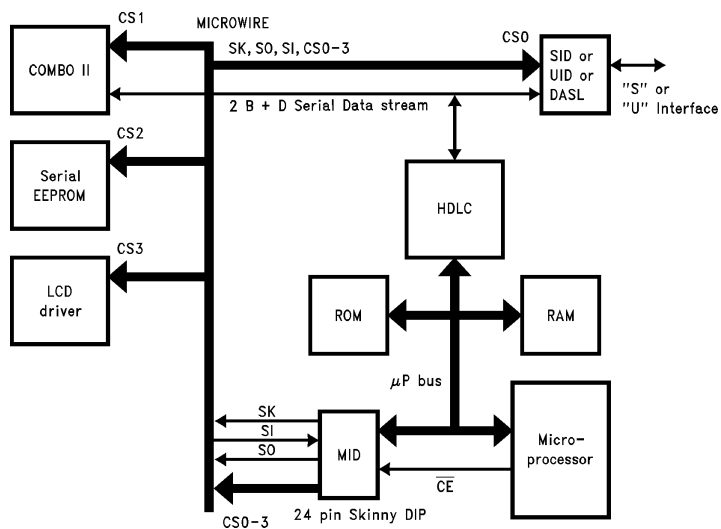 CS1
MICROWIRE
SK, SO, SI, CS0-3
CS0
COMBO II
SID or
UID or
DASL
"S" or
"U" Interface
2 B + D Serial Data stream
CS2
Serial
EEPROM
HDLC
CS3
LCD
driver
ROM
RAM
μP bus
SK
SI
SO
MID
Micro-
processor
CE
CS0-3
24 pin Skinny DIP